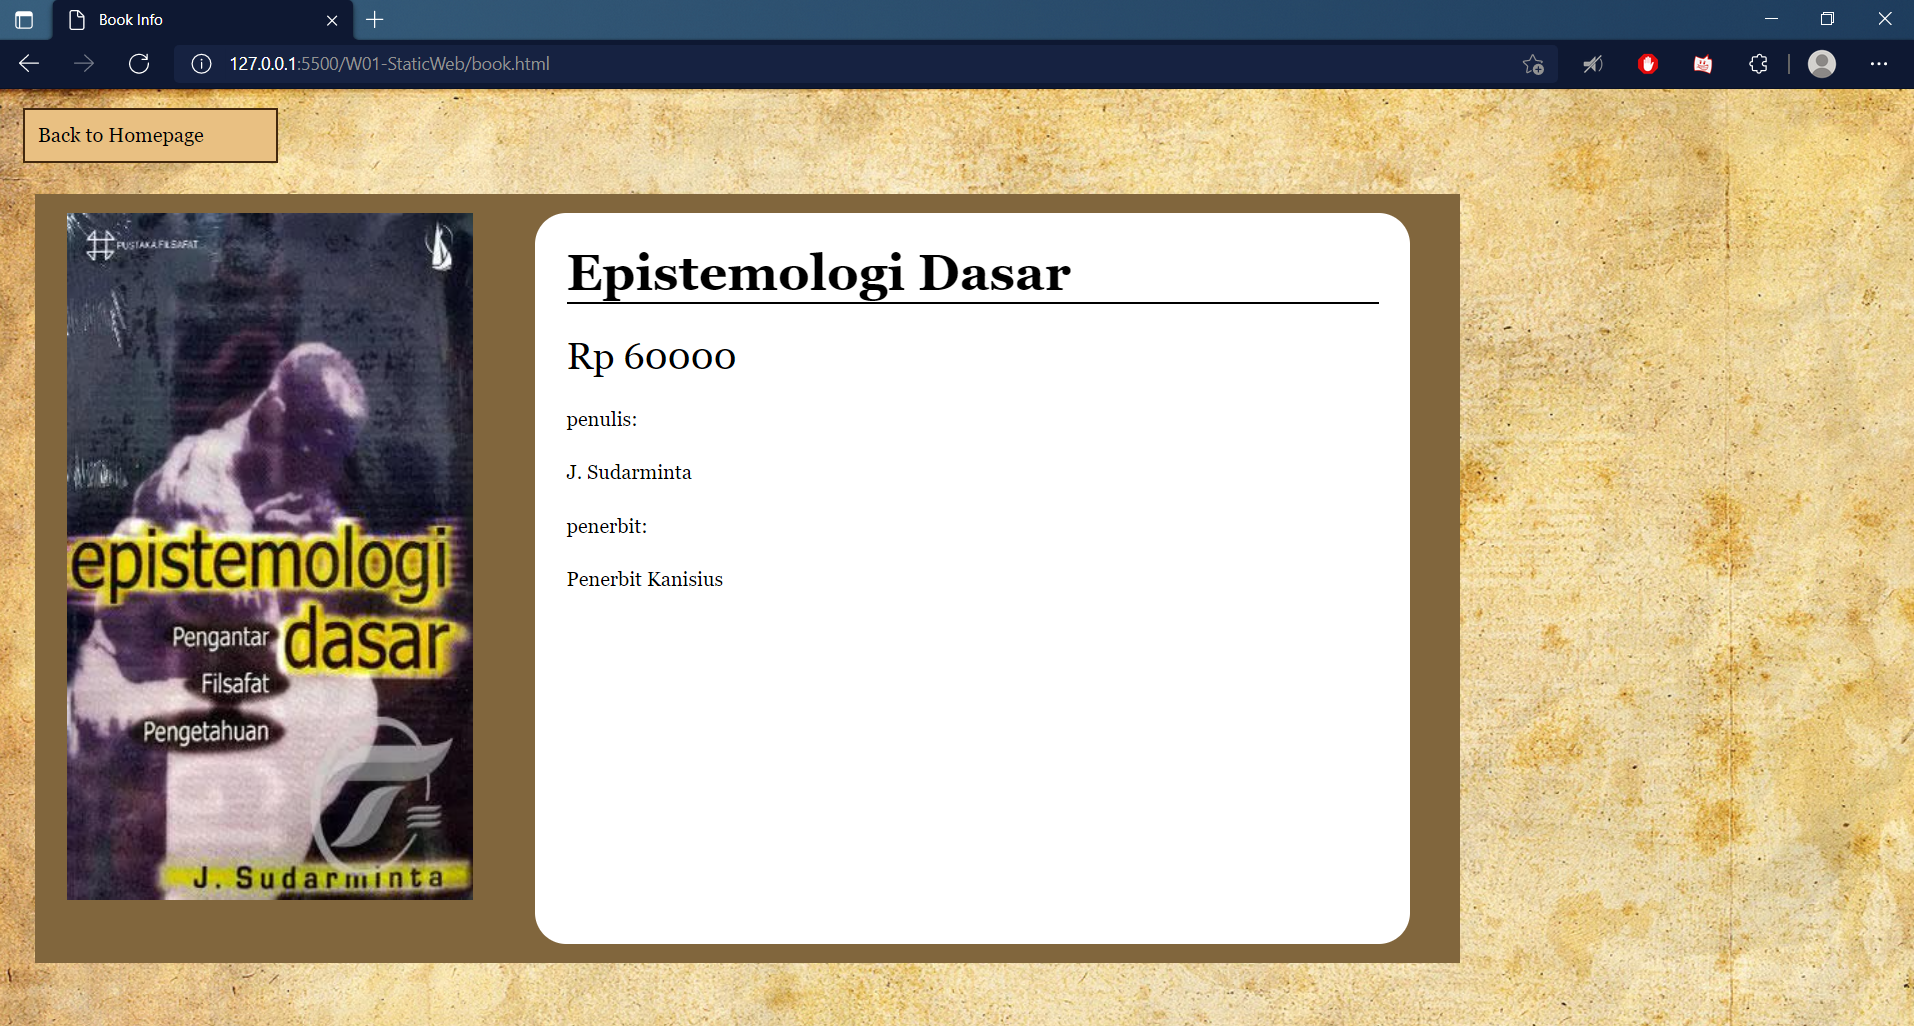 Book Info
127.0.0.1:5500/W01-StaticWeb/book.html
Back to Homepage
PUSTAKA FILSAFAT
epistemologi
dasar
Pengantar
Filsafat
Pengetahuan
J. Sudarminta
Epistemologi Dasar
Rp 60000
penulis:
J. Sudarminta
penerbit:
Penerbit Kanisius